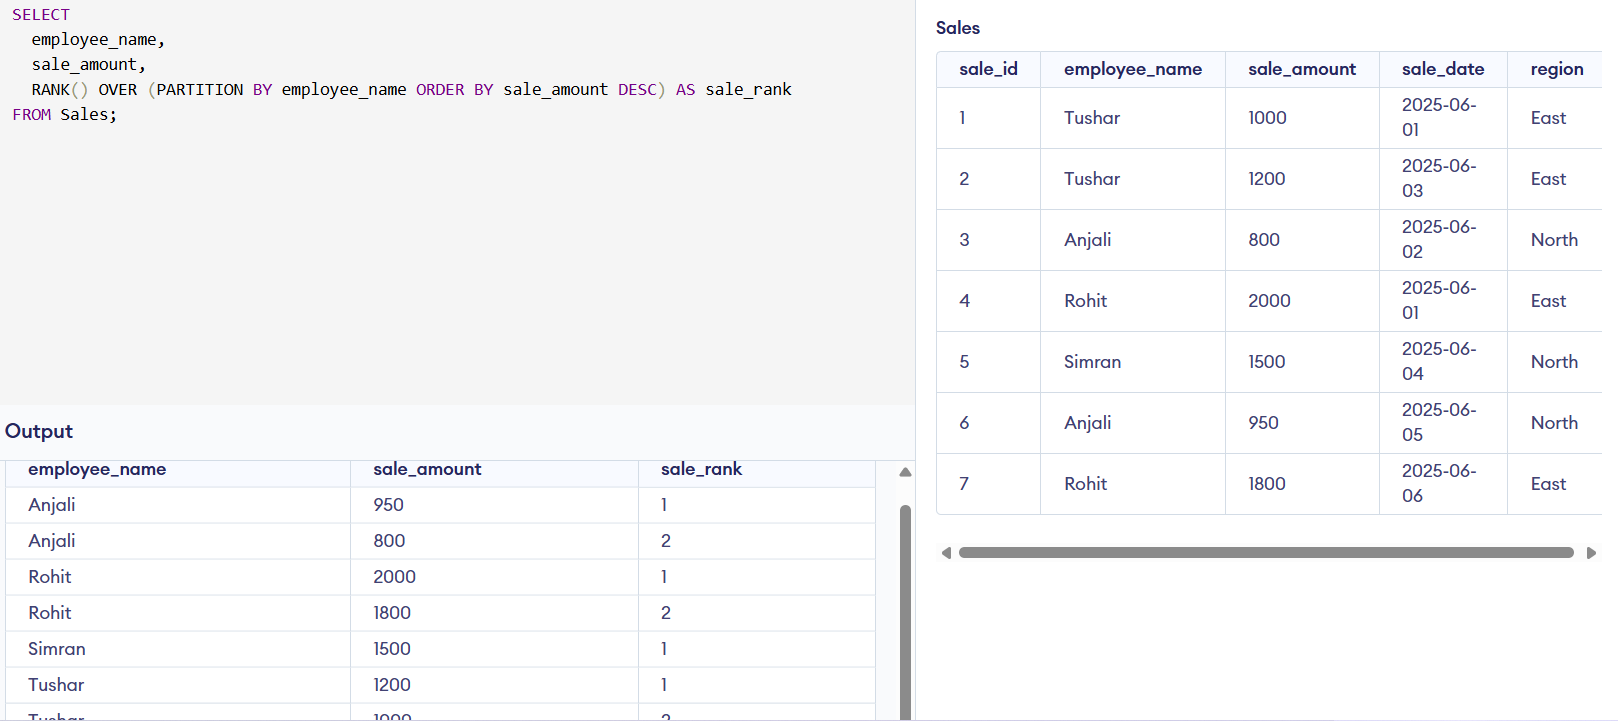 SELECT
employee_name,
sale_amount,
RANK() OVER (PARTITION BY employee_name ORDER BY sale_amount DESC) AS sale_rank
FROM Sales;
Output
employee_name sale_amount sale_rank
Anjali 950 1
Anjali 800 2
Rohit 2000 1
Rohit 1800 2
Simran 1500 1
Tushar 1200 1
Tushar 1000 2
Sales
sale_id employee_name sale_amount sale_date region
1 Tushar 1000 2025-06-
01 East
2 Tushar 1200 2025-06-
03 East
3 Anjali 800 2025-06-
02 North
4 Rohit 2000 2025-06-
01 East
5 Simran 1500 2025-06-
04 North
6 Anjali 950 2025-06-
05 North
7 Rohit 1800 2025-06-
06 East